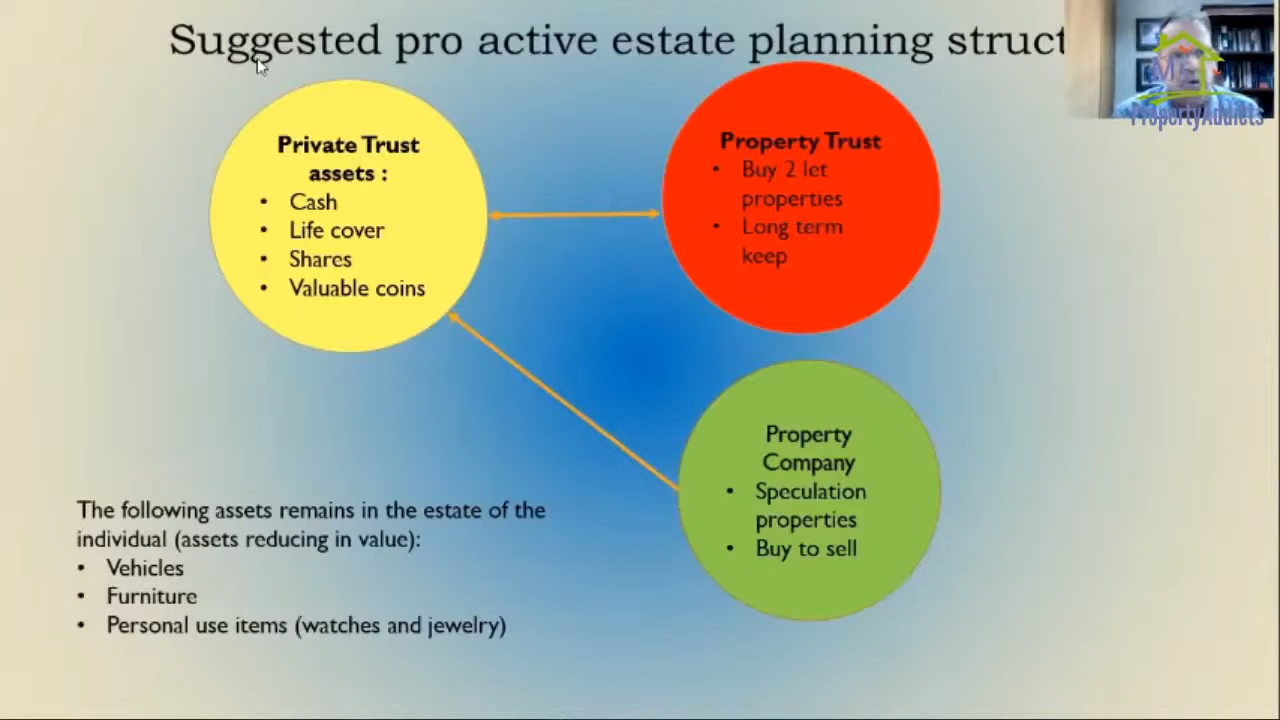 Suggested pro active estate planning struct
Private Trust
assets :
• Cash
• Life cover
• Shares
• Valuable coins
Property Trust
• Buy 2 let
properties
• Long term
keep
Property
Company
• Speculation
properties
• Buy to sell
The following assets remains in the estate of the
individual (assets reducing in value):
• Vehicles
• Furniture
• Personal use items (watches and jewelry)
PropertyAddicts